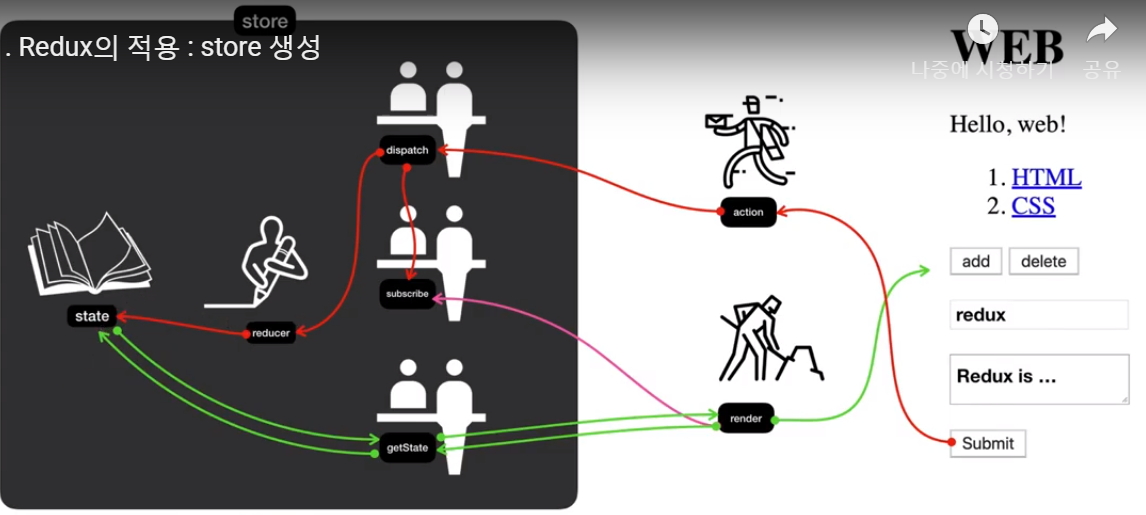 store
. Redux의 적용 : store 생성
나중에 시청하기
공유
WEB
Hello, web!
1. HTML
2. CSS
add
delete
redux
Redux is ...
Submit
dispatch
action
subscribe
state
reducer
render
getState